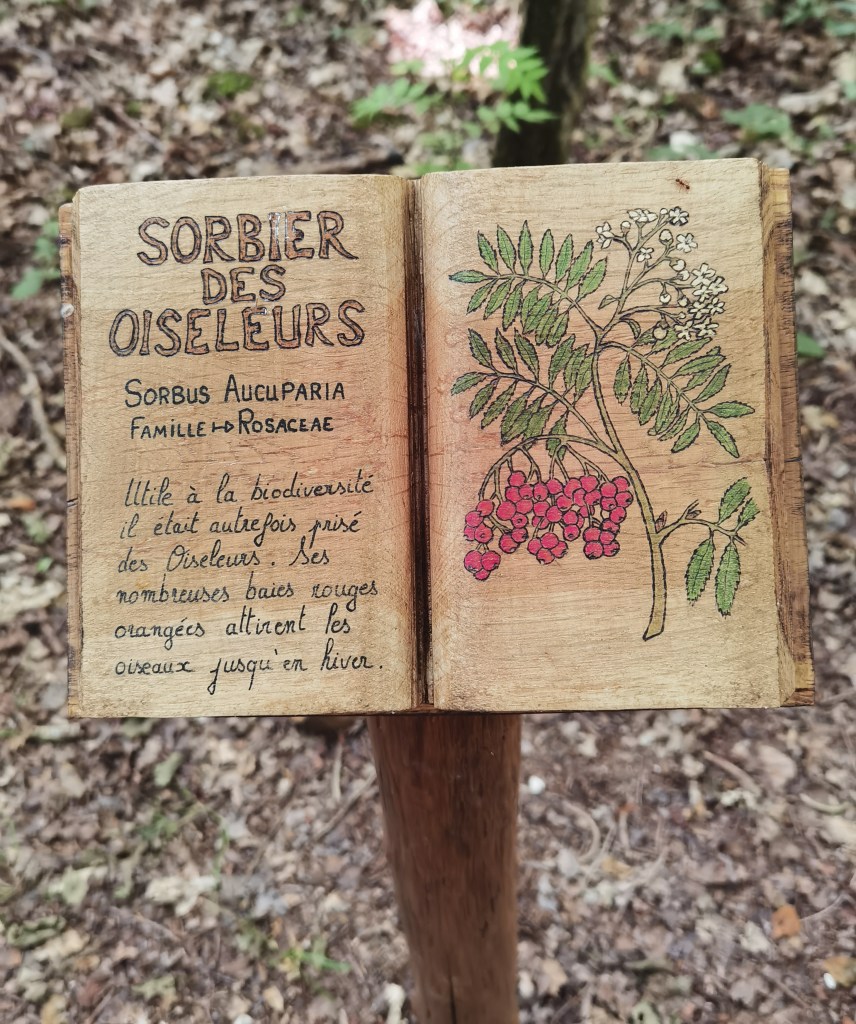 SORBIER
DES
OISELEURS
SORBUS AUCUPARIA
FAMILLE ↦ ROSACEAE
Utile à la biodiversité
il était autrefois prisé
des Oiseleurs. Ses
nombreuses baies rouges
orangées attirent les
oiseaux jusqu'en hiver.